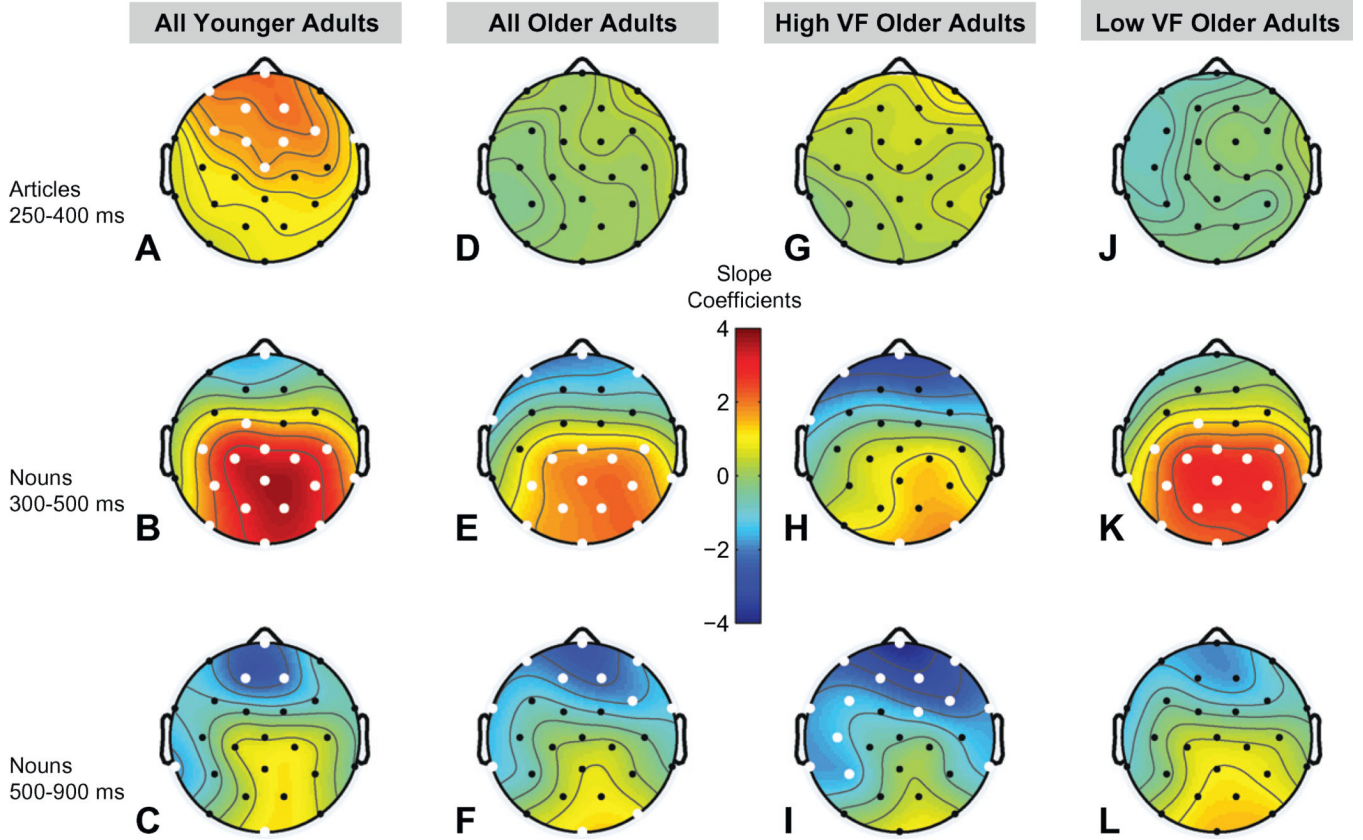 All Younger Adults
All Older Adults
High VF Older Adults
Low VF Older Adults
Articles
250-400 ms
A
D
G
J
Slope
Coefficients
4
2
0
−2
−4
Nouns
300-500 ms
B
E
H
K
Nouns
500-900 ms
C
F
I
L